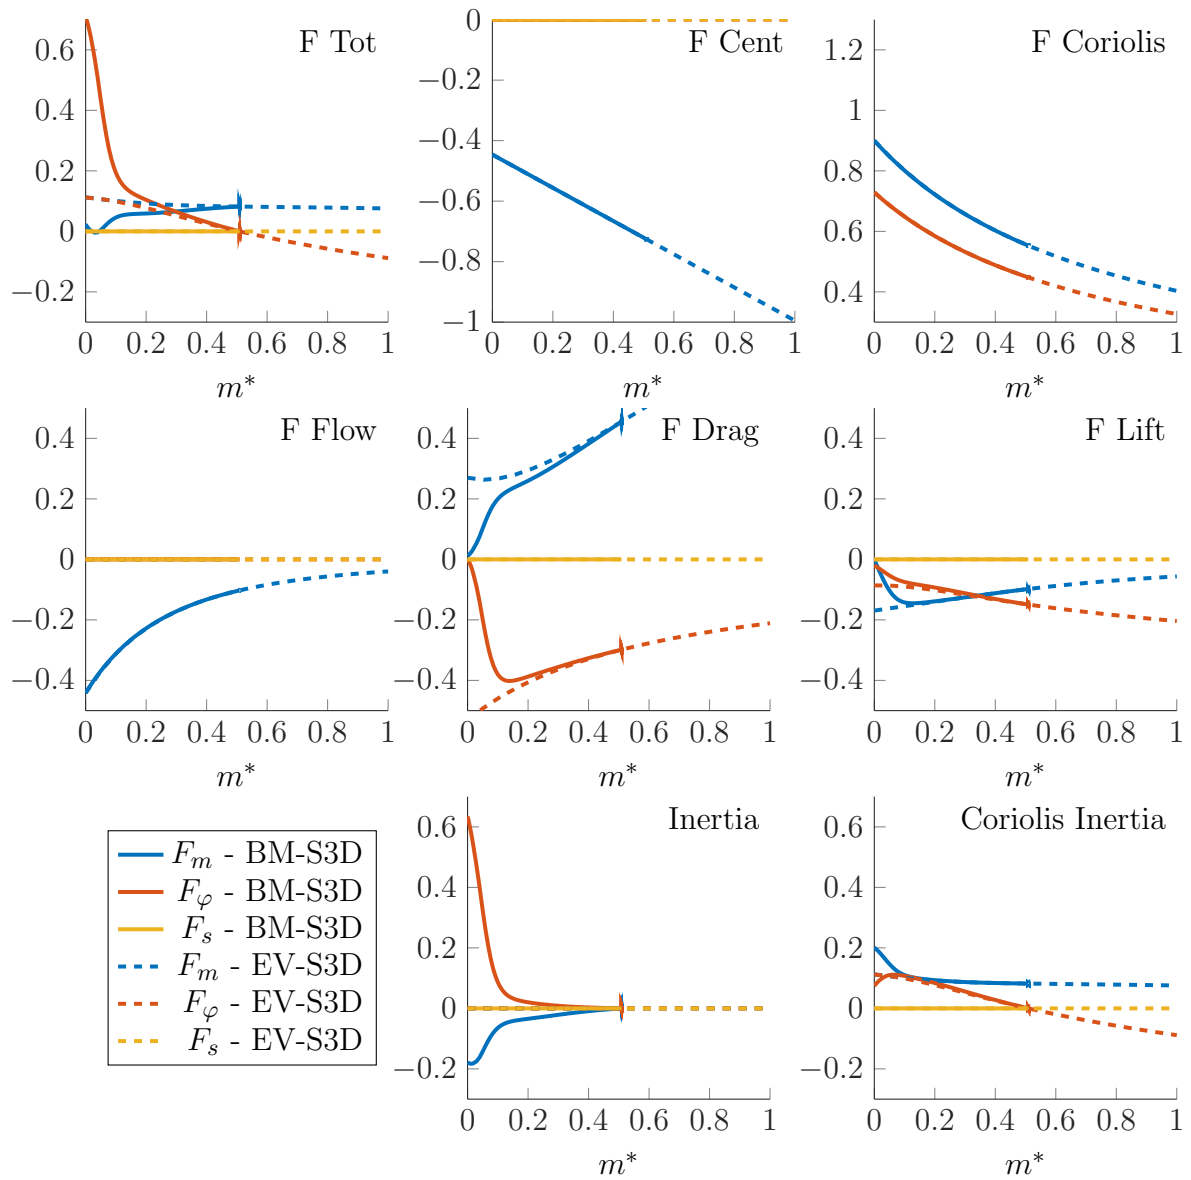 F Tot
0.6
0.4
0.2
0
−0.2
0 0.2 0.4 0.6 0.8 1
m*
F Cent
0
−0.2
−0.4
−0.6
−0.8
−1
0 0.2 0.4 0.6 0.8 1
m*
F Coriolis
1.2
1
0.8
0.6
0.4
0 0.2 0.4 0.6 0.8 1
m*
F Flow
0.4
0.2
0
−0.2
−0.4
0 0.2 0.4 0.6 0.8 1
m*
F Drag
0.4
0.2
0
−0.2
−0.4
0 0.2 0.4 0.6 0.8 1
m*
F Lift
0.4
0.2
0
−0.2
−0.4
0 0.2 0.4 0.6 0.8 1
m*
F_m - BM-S3D
F_φ - BM-S3D
F_s - BM-S3D
F_m - EV-S3D
F_φ - EV-S3D
F_s - EV-S3D
Inertia
0.6
0.4
0.2
0
−0.2
0 0.2 0.4 0.6 0.8 1
m*
Coriolis Inertia
0.6
0.4
0.2
0
−0.2
0 0.2 0.4 0.6 0.8 1
m*